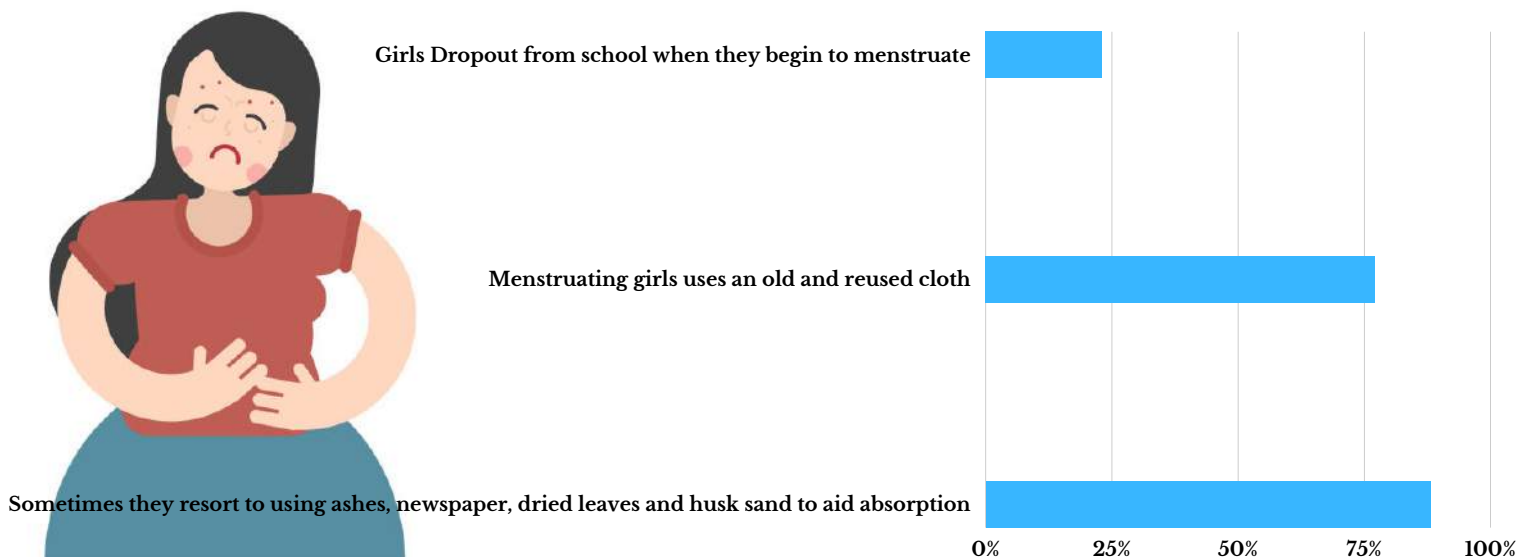 Girls Dropout from school when they begin to menstruate
Menstruating girls uses an old and reused cloth
Sometimes they resort to using ashes, newspaper, dried leaves and husk sand to aid absorption
0% 25% 50% 75% 100%